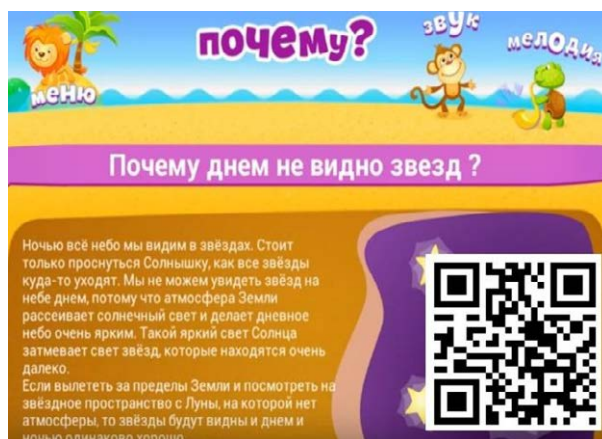 почему?
звук
мелодия
меню
Почему днем не видно звезд ?
Ночью всё небо мы видим в звёздах. Стоит
только проснуться Солнышку, как все звёзды
куда-то уходят. Мы не можем увидеть звёзд на
небе днем, потому что атмосфера Земли
рассеивает солнечный свет и делает дневное
небо очень ярким. Такой яркий свет Солнца
затмевает свет звёзд, которые находятся очень
далеко.
Если вылететь за пределы Земли и посмотреть на
звёздное пространство с Луны, на которой нет
атмосферы, то звёзды будут видны и днем и
ночью одинаково хорошо.